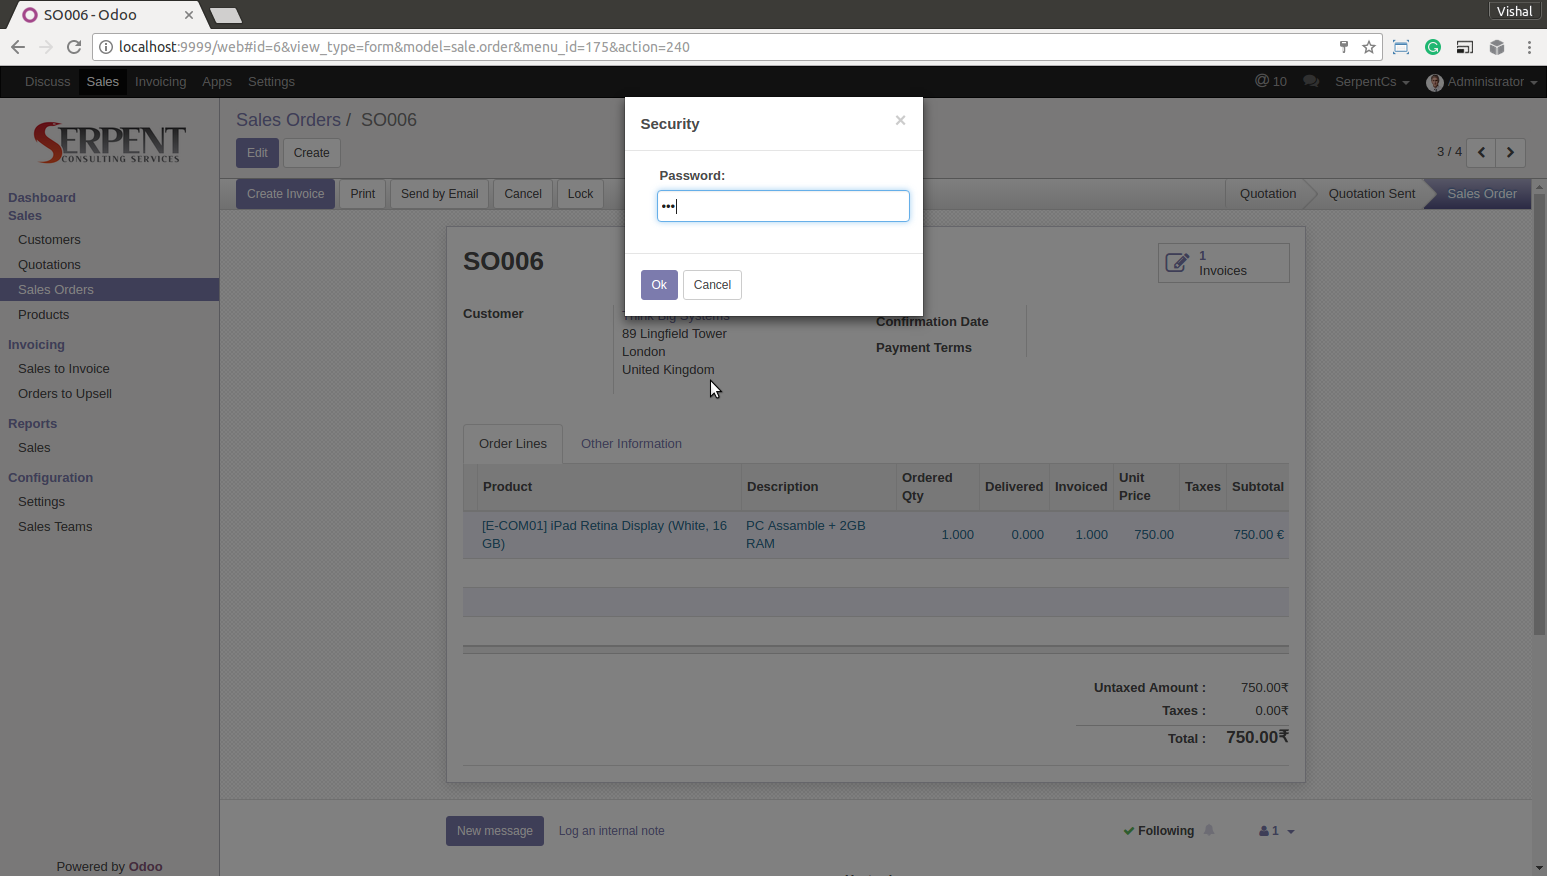 SO006 - Odoo
Vishal
localhost:9999/web#id=6&view_type=form&model=sale.order&menu_id=175&action=240
Discuss Sales Invoicing Apps Settings
@ 10 SerpentCs Administrator
SERPENT
CONSULTING SERVICES
Dashboard
Sales
Customers
Quotations
Sales Orders
Products
Invoicing
Sales to Invoice
Orders to Upsell
Reports
Sales
Configuration
Settings
Sales Teams
Powered by Odoo
Sales Orders / SO006
Edit Create
3 / 4
Create Invoice Print Send by Email Cancel Lock
Quotation Quotation Sent Sales Order
Security ×
Password:
•••
Ok Cancel
SO006
1
Invoices
Customer
Think Big Systems
89 Lingfield Tower
London
United Kingdom
Confirmation Date
Payment Terms
Order Lines Other Information
Product Description Ordered Qty Delivered Invoiced Unit Price Taxes Subtotal
[E-COM01] iPad Retina Display (White, 16 GB) PC Assamble + 2GB RAM 1.000 0.000 1.000 750.00 750.00 €
Untaxed Amount : 750.00₹
Taxes : 0.00₹
Total : 750.00₹
New message Log an internal note
Following 1